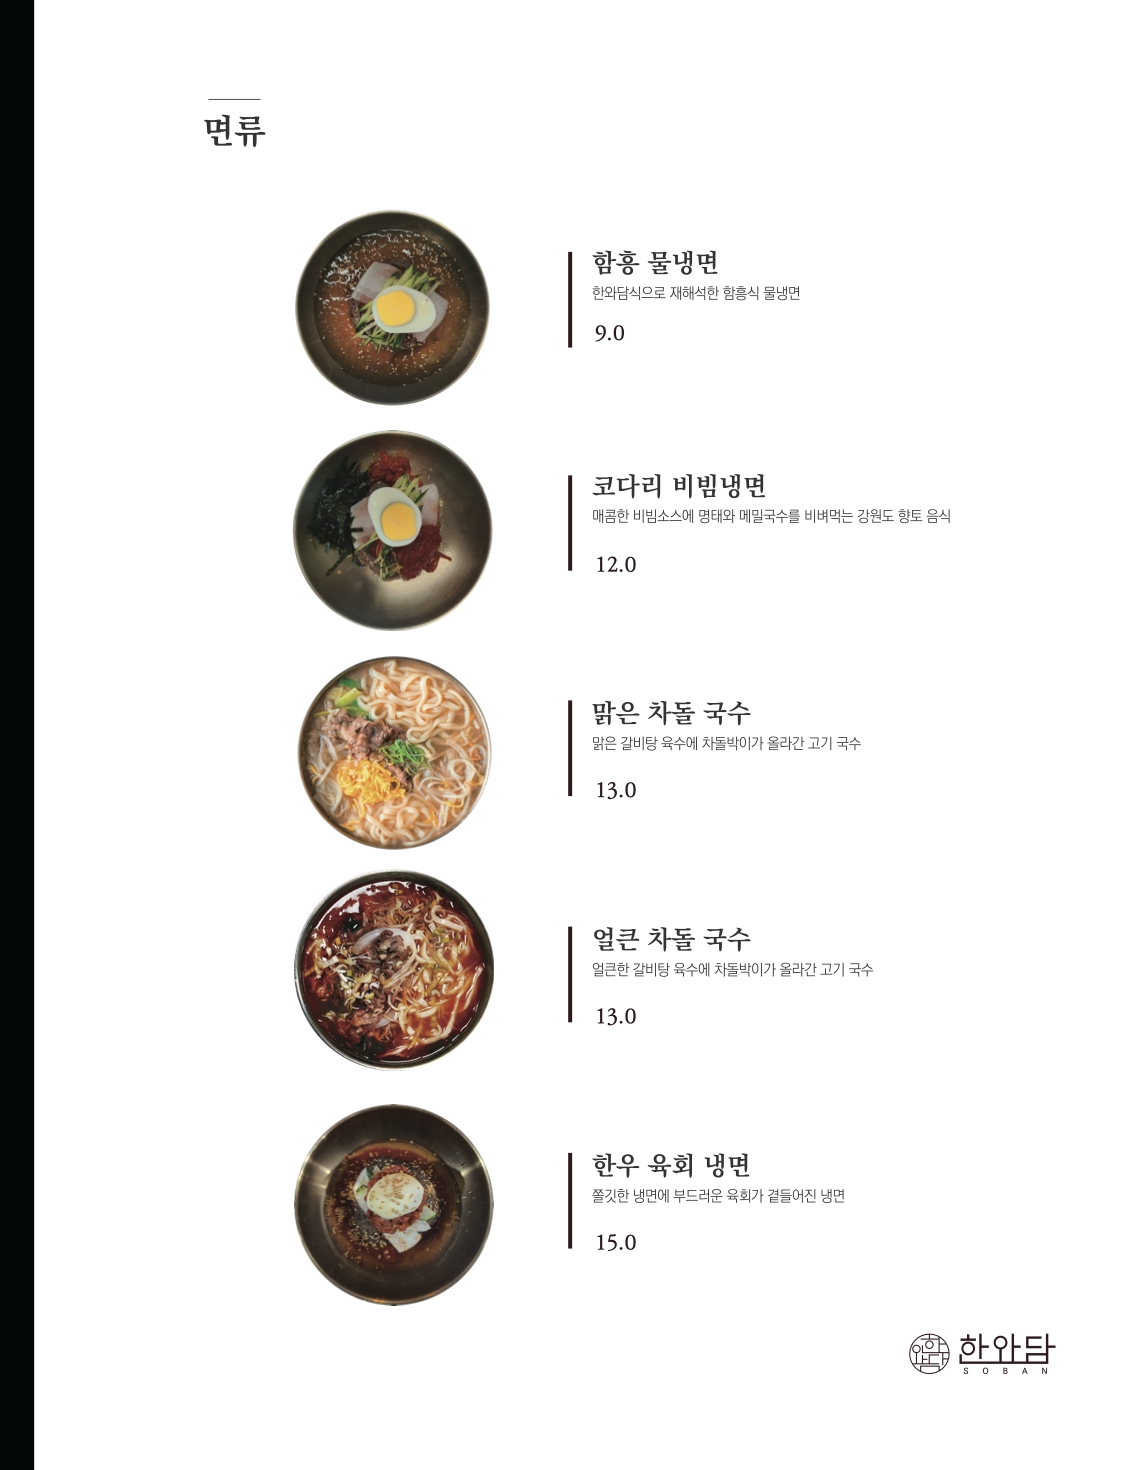 면류
함흥 물냉면
한와담식으로 재해석한 함흥식 물냉면
9.0
코다리 비빔냉면
매콤한 비빔소스에 명태와 메밀국수를 비벼먹는 강원도 향토 음식
12.0
맑은 차돌 국수
맑은 갈비탕 육수에 차돌박이가 올라간 고기 국수
13.0
얼큰 차돌 국수
얼큰한 갈비탕 육수에 차돌박이가 올라간 고기 국수
13.0
한우 육회 냉면
쫄깃한 냉면에 부드러운 육회가 곁들어진 냉면
15.0
한와담
SOBAN